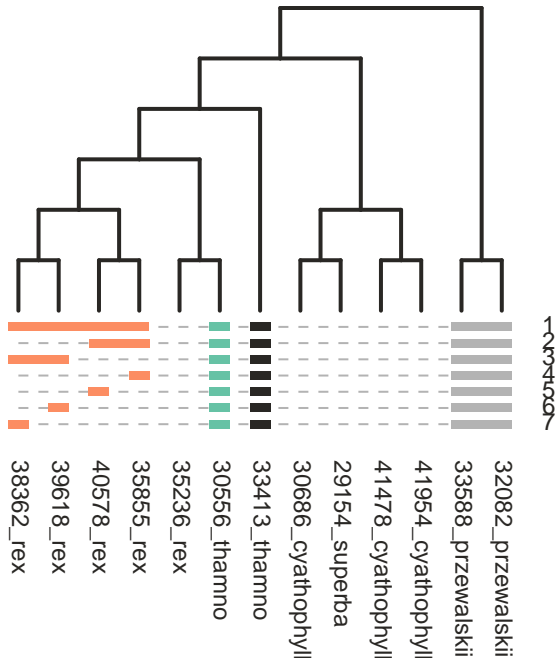 1
2
3
4
5
6
7
38362_rex
39618_rex
40578_rex
35855_rex
35236_rex
30556_thamno
33413_thamno
30686_cyathophyll
29154_superba
41478_cyathophyll
41954_cyathophyll
33588_przewalskii
32082_przewalskii